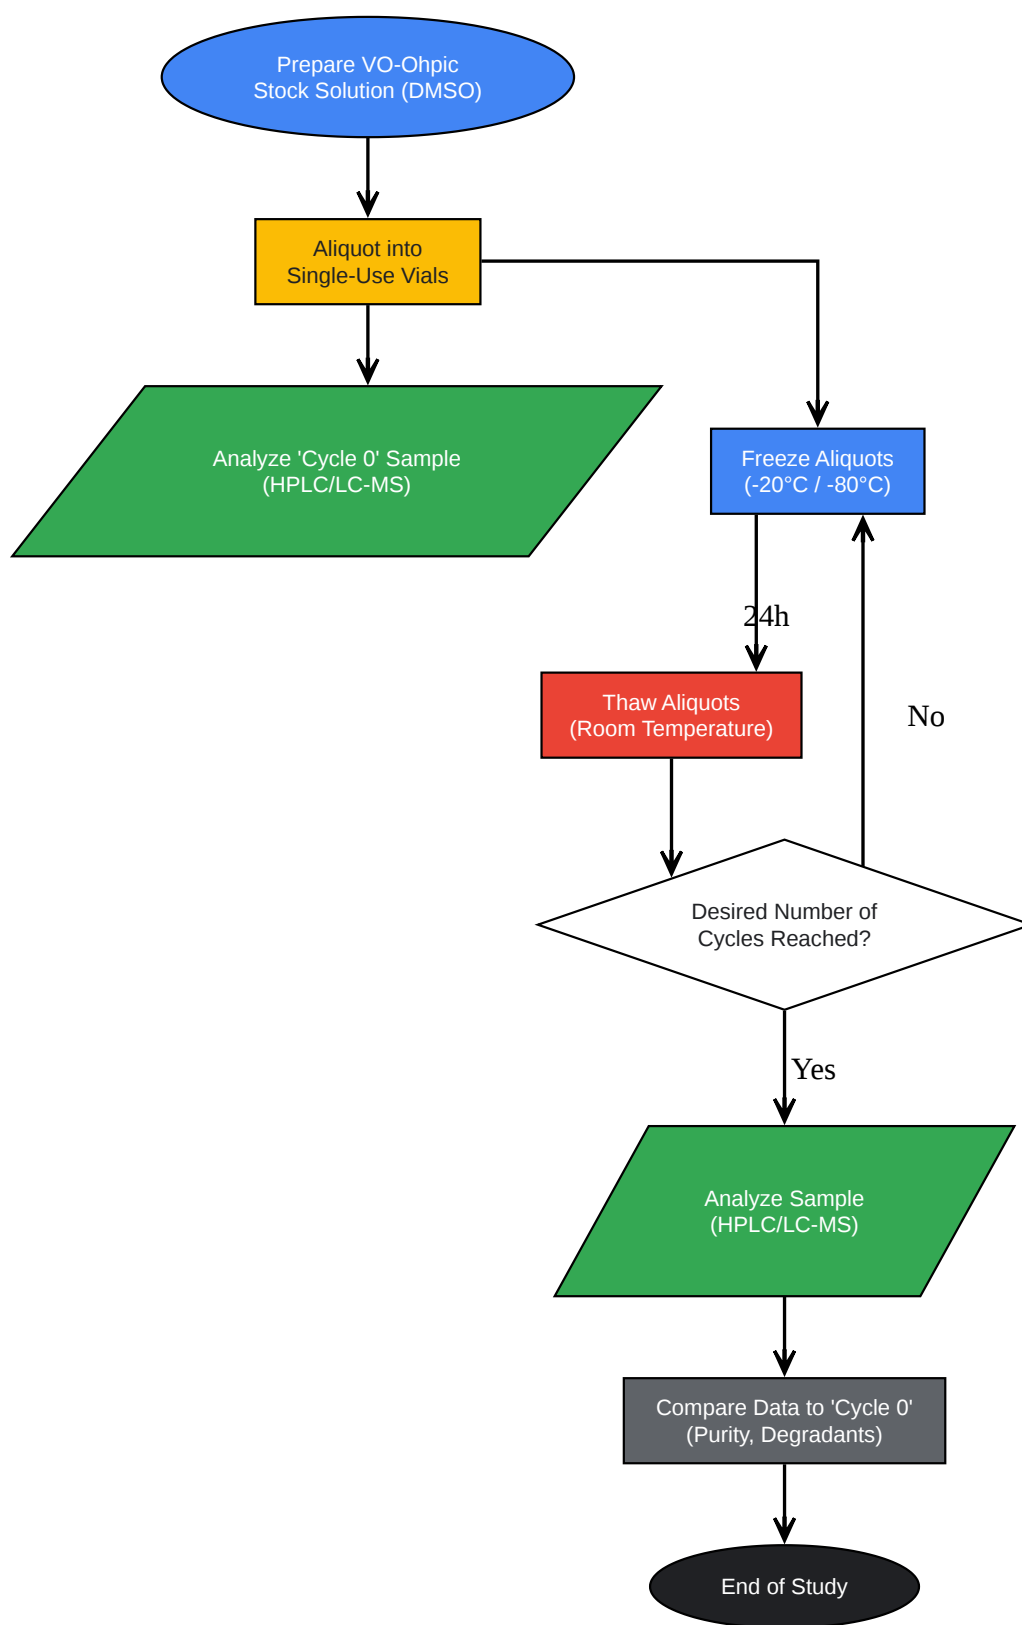 Prepare VO-Ohpic
Stock Solution (DMSO)
Aliquot into
Single-Use Vials
Analyze 'Cycle 0' Sample
(HPLC/LC-MS)
Freeze Aliquots
(-20°C / -80°C)
24h
Thaw Aliquots
(Room Temperature)
No
Desired Number of
Cycles Reached?
Yes
Analyze Sample
(HPLC/LC-MS)
Compare Data to 'Cycle 0'
(Purity, Degradants)
End of Study